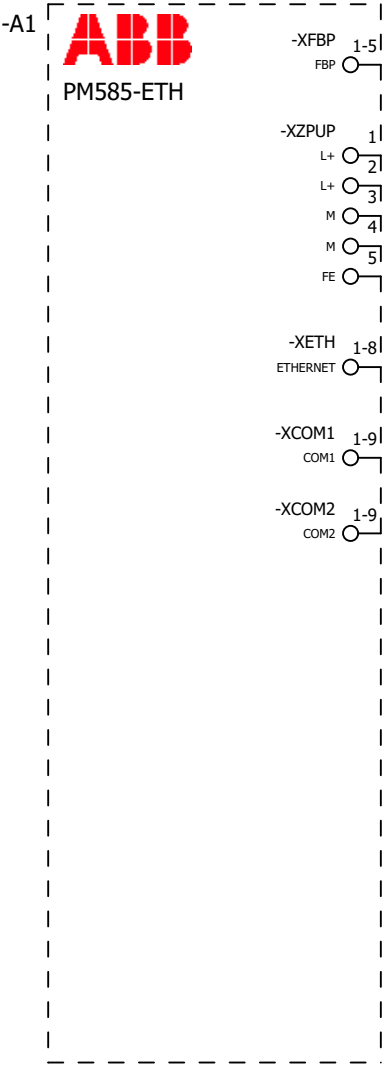 -A1
ABB
PM585-ETH
-XFBP 1-5
FBP
-XZPUP 1
L+
2
L+
3
M
4
M
5
FE
-XETH 1-8
ETHERNET
-XCOM1 1-9
COM1
-XCOM2 1-9
COM2